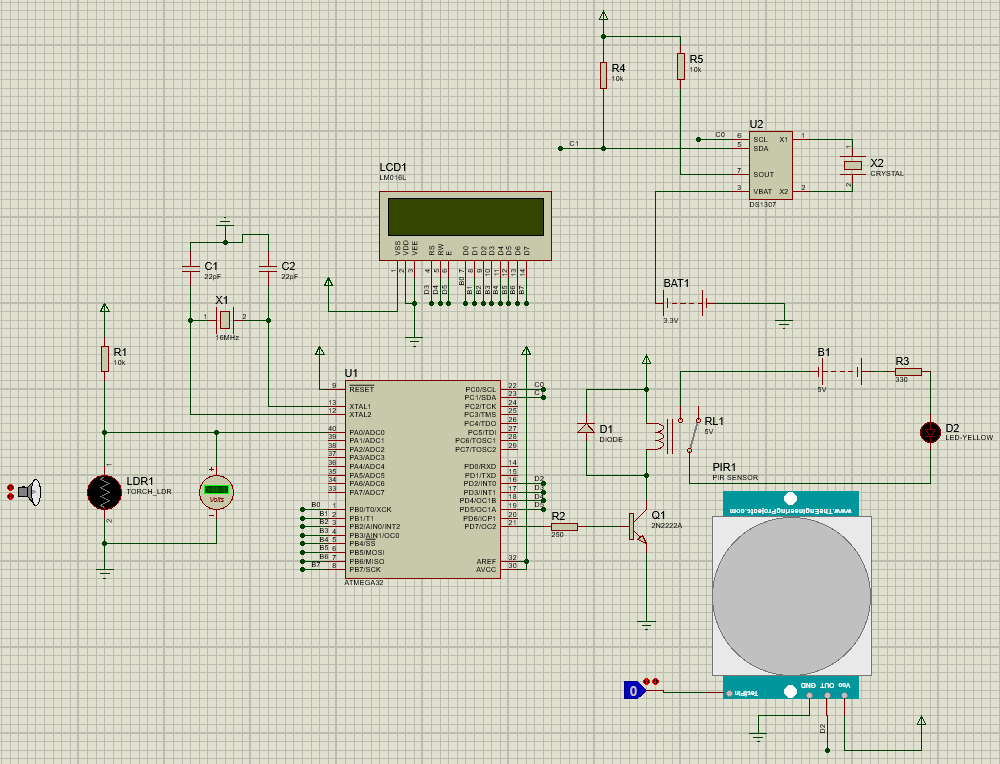 R4
10k
R5
10k
U2
C0
C1
6
5
7
3
SCL
SDA
SOUT
VBAT
X1
X2
1
2
DS1307
1
2
X2
CRYSTAL
LCD1
LM016L
VSS
VDD
VEE
RS
RW
E
D0
D1
D2
D3
D4
D5
D6
D7
1
2
3
4
5
6
7
8
9
10
11
12
13
14
D3
D4
D5
B0
B1
B2
B3
B4
B5
B6
B7
C1
22pF
C2
22pF
X1
1
2
16MHz
BAT1
3.3V
R1
10k
U1
9 RESET
13 XTAL1
12 XTAL2
40 PA0/ADC0
39 PA1/ADC1
38 PA2/ADC2
37 PA3/ADC3
36 PA4/ADC4
35 PA5/ADC5
34 PA6/ADC6
33 PA7/ADC7
B0 1 PB0/T0/XCK
B1 2 PB1/T1
B2 3 PB2/AIN0/INT2
B3 4 PB3/AIN1/OC0
B4 5 PB4/SS
B5 6 PB5/MOSI
B6 7 PB6/MISO
B7 8 PB7/SCK
PC0/SCL 22 C0
PC1/SDA 23
PC2/TCK 24
PC3/TMS 25
PC4/TDO 26
PC5/TDI 27
PC6/TOSC1 28
PC7/TOSC2 29
PD0/RXD 14
PD1/TXD 15
PD2/INT0 16 D2
PD3/INT1 17 D3
PD4/OC1B 18 D4
PD5/OC1A 19 D5
PD6/ICP1 20
PD7/OC2 21
AREF 32
AVCC 30
ATMEGA32
LDR1
TORCH_LDR
1
2
+
Volts
−
D1
DIODE
RL1
5V
R2
250
Q1
2N2222A
B1
5V
R3
330
D2
LED-YELLOW
PIR1
PIR SENSOR
www.TheEngineeringProjects.com
0
TestPin
GND
OUT
Vcc
D2